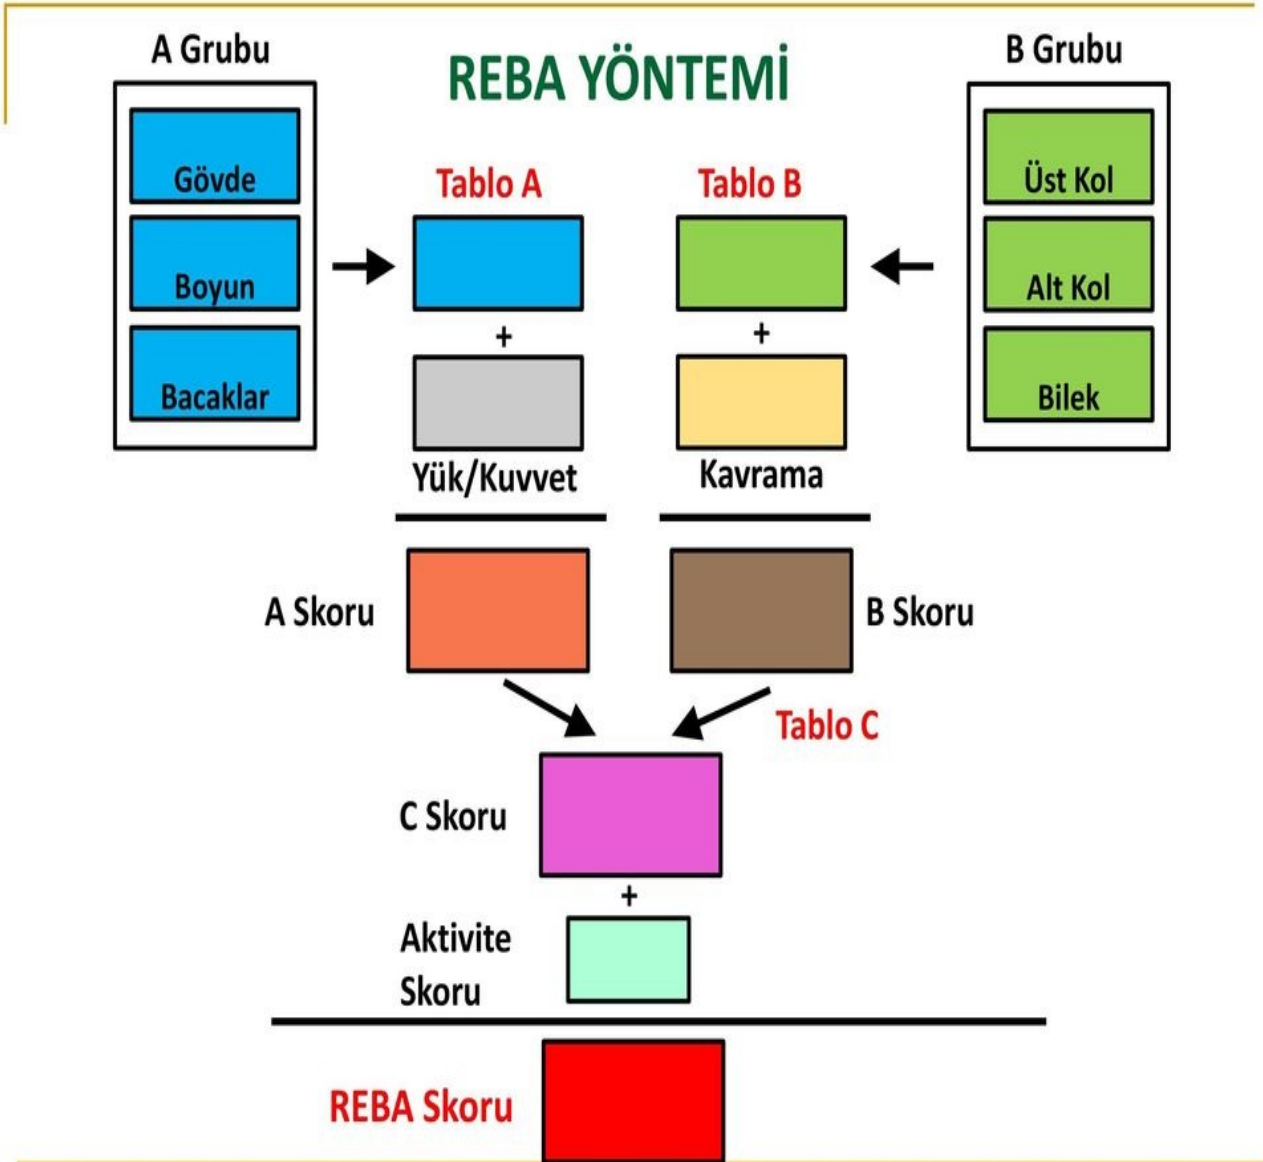 REBA YÖNTEMİ
A Grubu
Gövde
Boyun
Bacaklar
B Grubu
Üst Kol
Alt Kol
Bilek
Tablo A
+
Yük/Kuvvet
Tablo B
+
Kavrama
A Skoru
B Skoru
Tablo C
C Skoru
+
Aktivite
Skoru
REBA Skoru